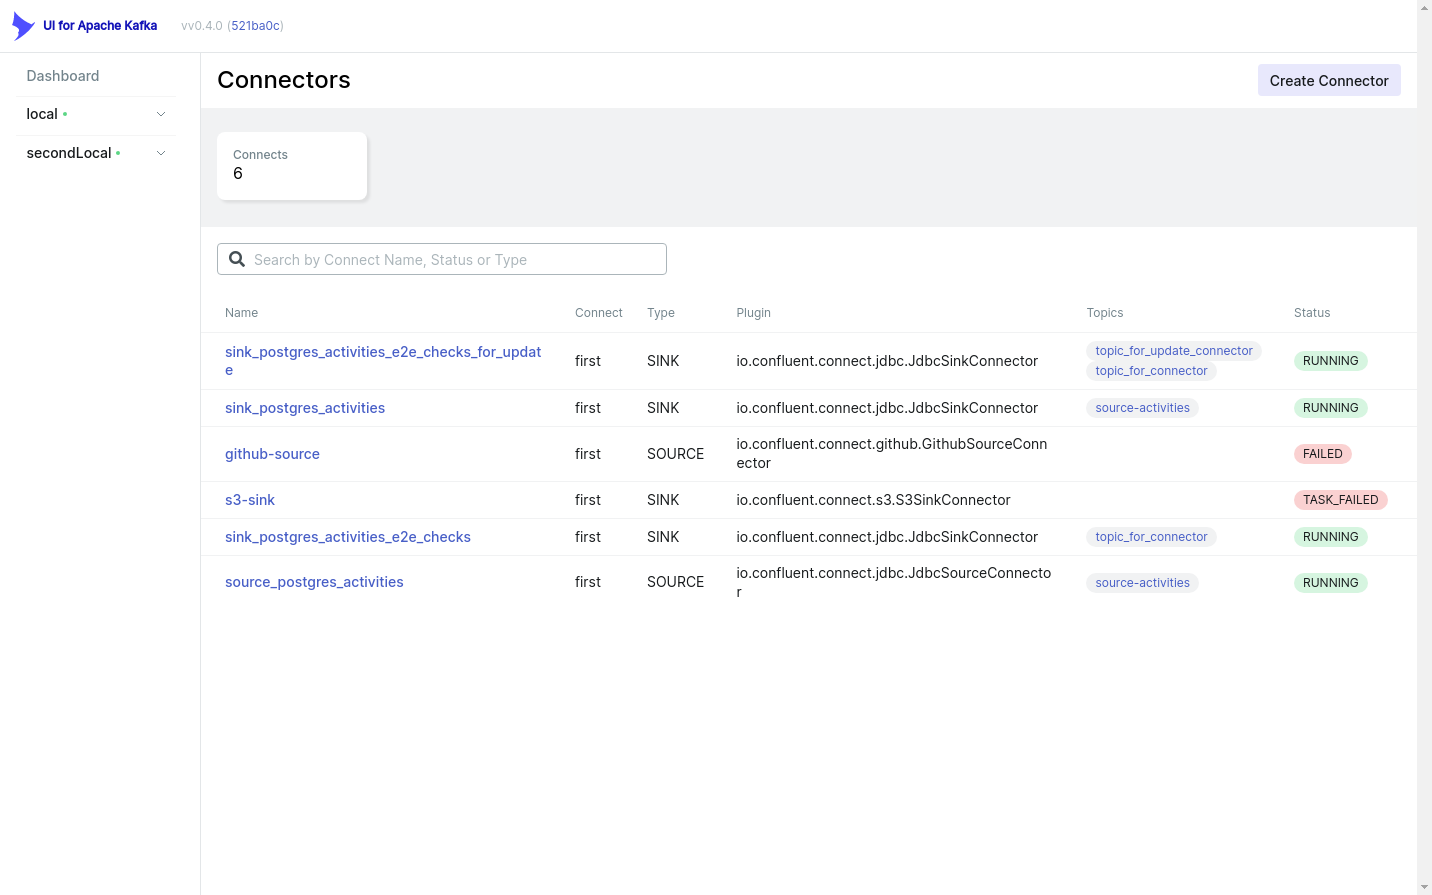 UI for Apache Kafka vv0.4.0 (521ba0c)
Dashboard
local
secondLocal
Connectors
Create Connector
Connects
6
Search by Connect Name, Status or Type
Name Connect Type Plugin Topics Status
sink_postgres_activities_e2e_checks_for_updat
e
first SINK io.confluent.connect.jdbc.JdbcSinkConnector
topic_for_update_connector
topic_for_connector
RUNNING
sink_postgres_activities first SINK io.confluent.connect.jdbc.JdbcSinkConnector source-activities RUNNING
github-source first SOURCE
io.confluent.connect.github.GithubSourceConn
ector
FAILED
s3-sink first SINK io.confluent.connect.s3.S3SinkConnector TASK_FAILED
sink_postgres_activities_e2e_checks first SINK io.confluent.connect.jdbc.JdbcSinkConnector topic_for_connector RUNNING
source_postgres_activities first SOURCE
io.confluent.connect.jdbc.JdbcSourceConnecto
r
source-activities RUNNING